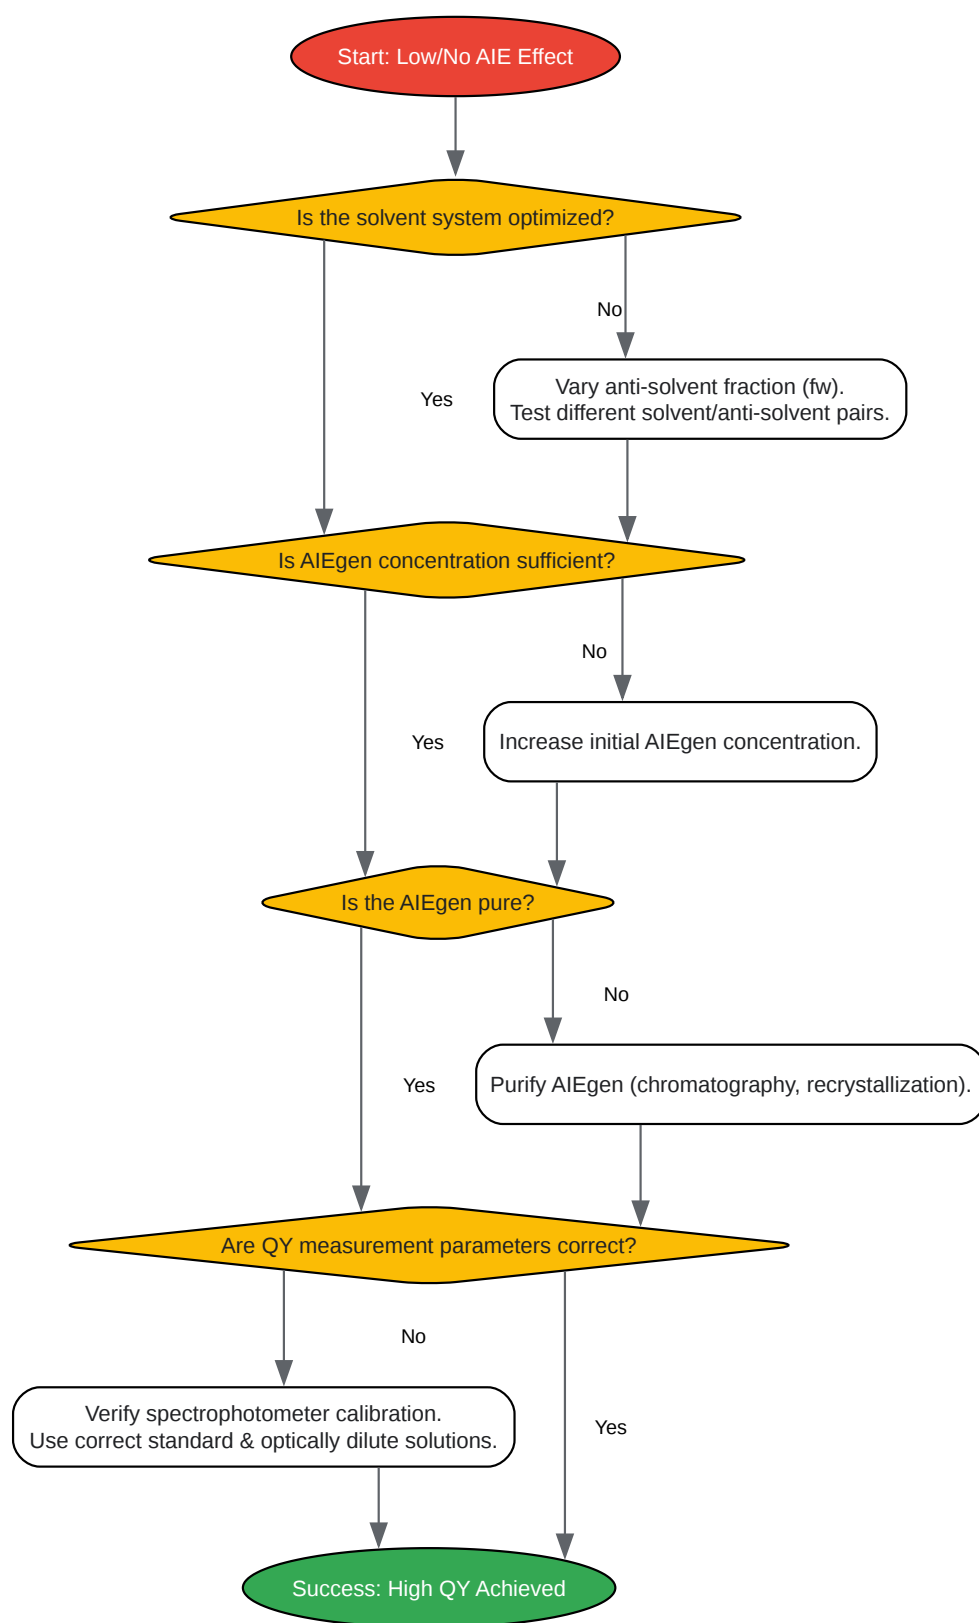 Start: Low/No AIE Effect
Is the solvent system optimized?
No
Yes
Vary anti-solvent fraction (fw).
Test different solvent/anti-solvent pairs.
Is AIEgen concentration sufficient?
No
Yes
Increase initial AIEgen concentration.
Is the AIEgen pure?
No
Yes
Purify AIEgen (chromatography, recrystallization).
Are QY measurement parameters correct?
No
Verify spectrophotometer calibration.
Use correct standard & optically dilute solutions.
Yes
Success: High QY Achieved